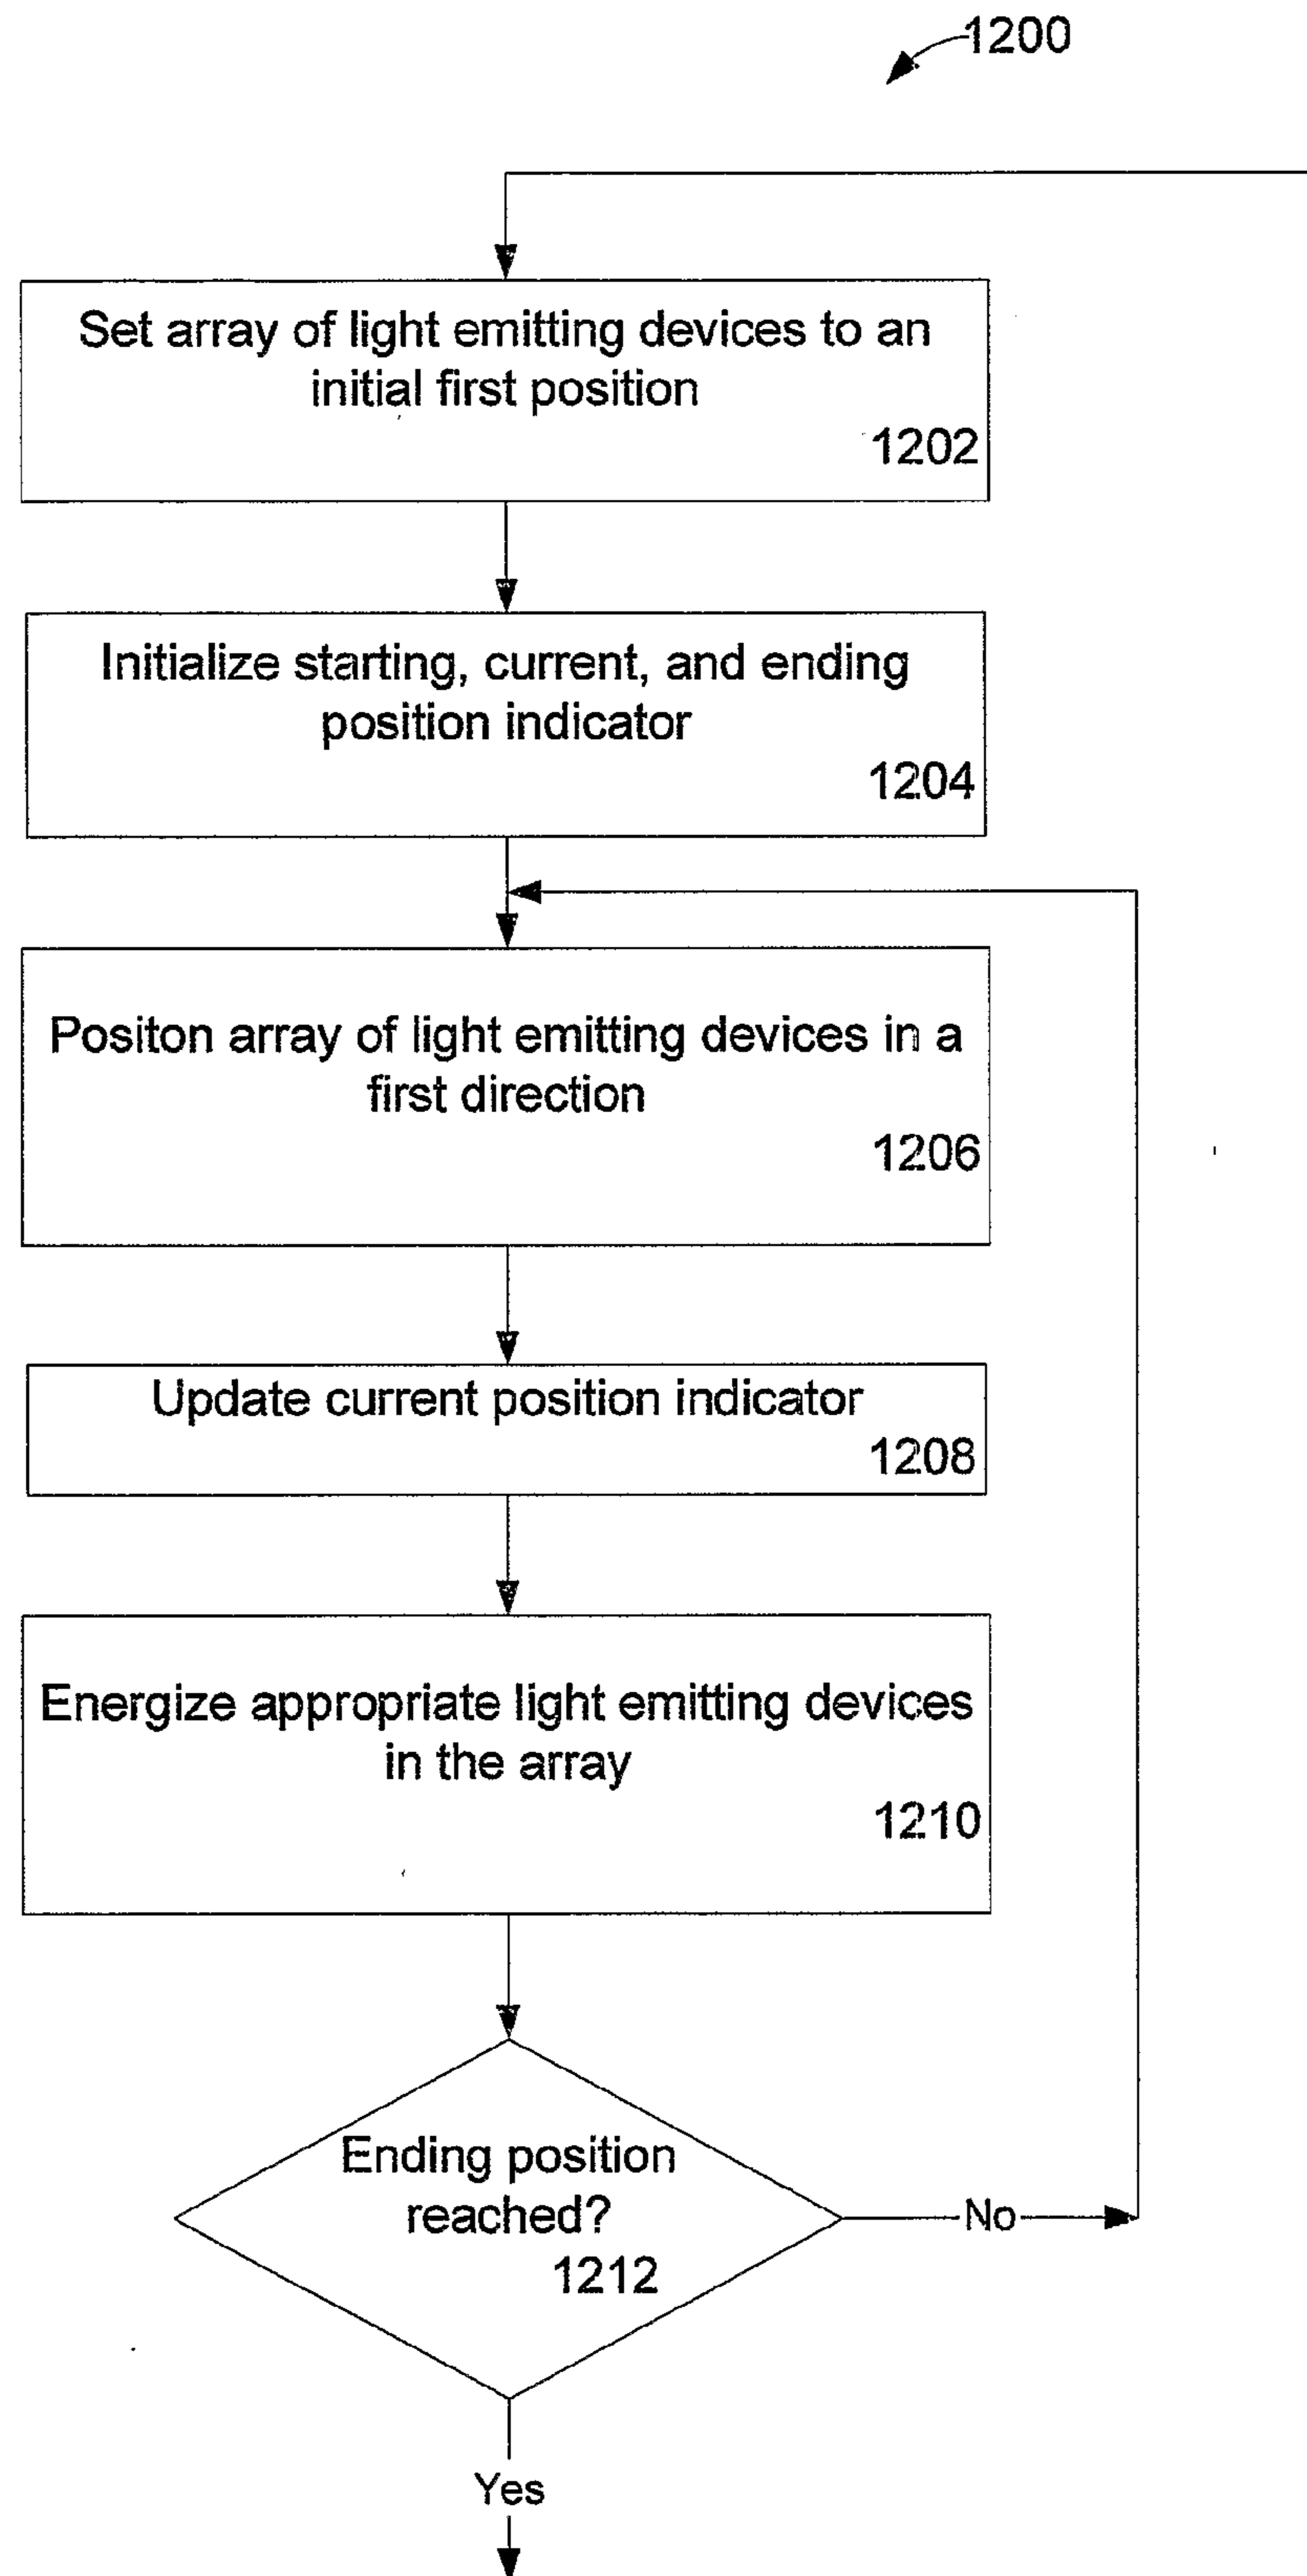 1200
Set array of light emitting devices to an
initial first position
1202
Initialize starting, current, and ending
position indicator
1204
Positon array of light emitting devices in a
first direction
1206
Update current position indicator
1208
Energize appropriate light emitting devices
in the array
1210
Ending position
reached?
1212
No
Yes